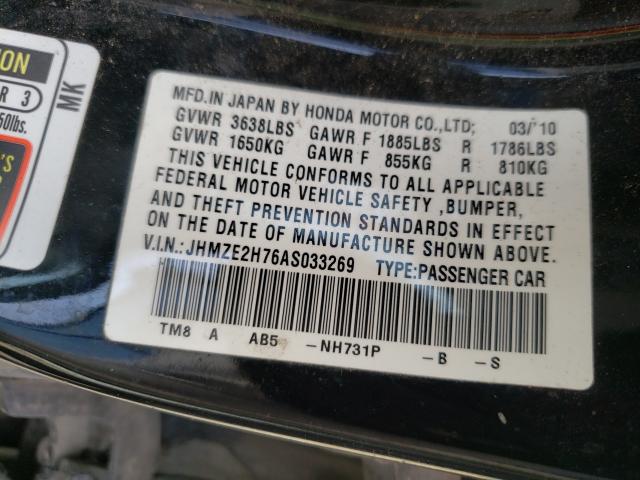 ION
R 3
50lbs.
'S
MK
MFD.IN JAPAN BY HONDA MOTOR CO.,LTD; 03/'10
GVWR 3638LBS GAWR F 1885LBS R 1786LBS
GVWR 1650KG GAWR F 855KG R 810KG
THIS VEHICLE CONFORMS TO ALL APPLICABLE
FEDERAL MOTOR VEHICLE SAFETY ,BUMPER,
AND THEFT PREVENTION STANDARDS IN EFFECT
ON THE DATE OF MANUFACTURE SHOWN ABOVE.
V.I.N.:JHMZE2H76AS033269 TYPE:PASSENGER CAR
TM8 A AB5 -NH731P -B -S